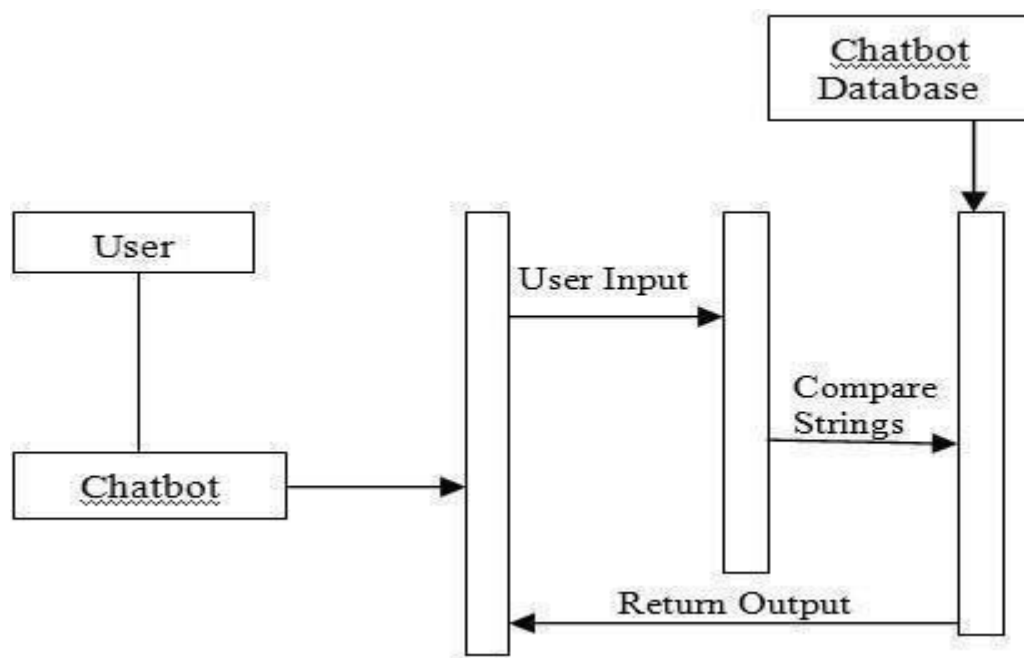 Chatbot
Database
User
User Input
Compare
Strings
Chatbot
Return Output